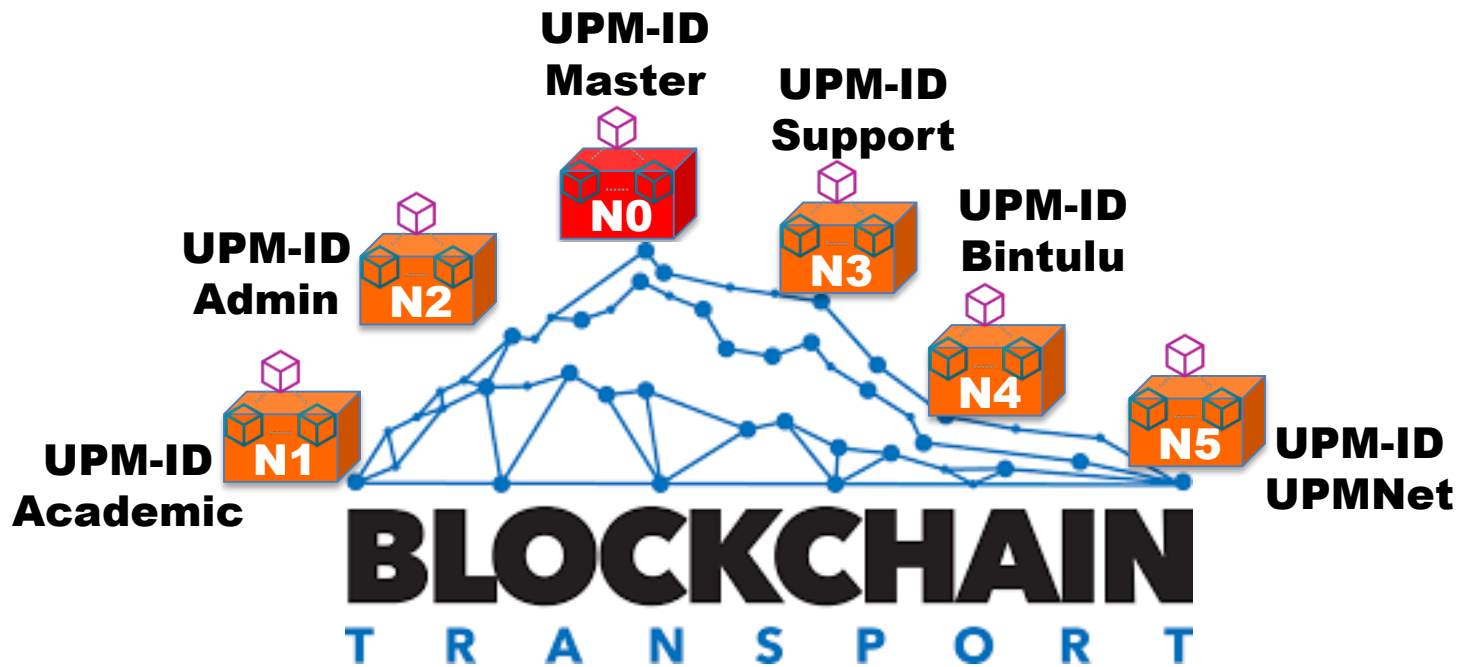 UPM-ID
Master
N0
UPM-ID
Support
N3
UPM-ID
Admin
N2
UPM-ID
Bintulu
N4
UPM-ID
Academic
N1
UPM-ID
UPMNet
N5
BLOCKCHAIN
TRANSPORT